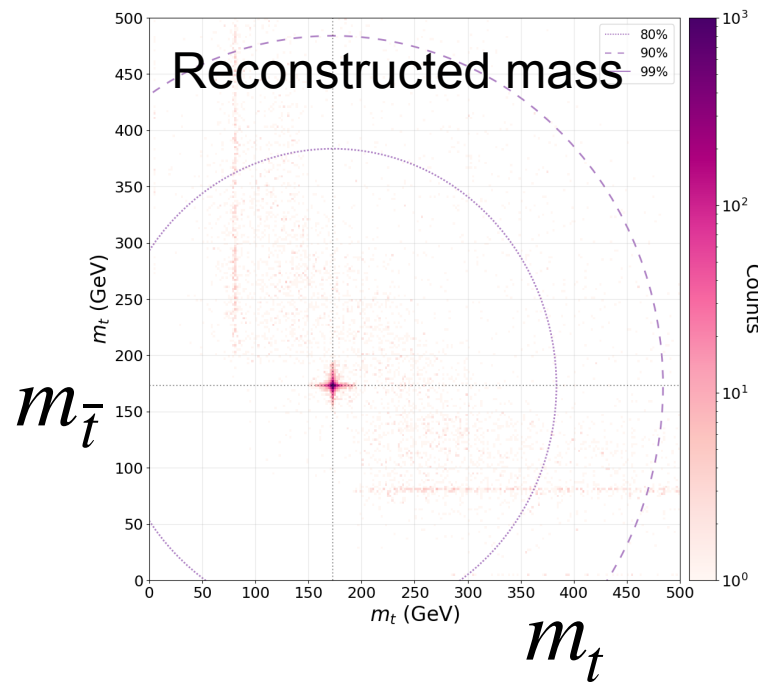 Reconstructed mass
80%
90%
99%
500
450
400
350
300
250
200
150
100
50
0
m_t (GeV)
m_t̄
0 50 100 150 200 250 300 350 400 450 500
m_t (GeV)
m_t
10³
10²
10¹
10⁰
Counts